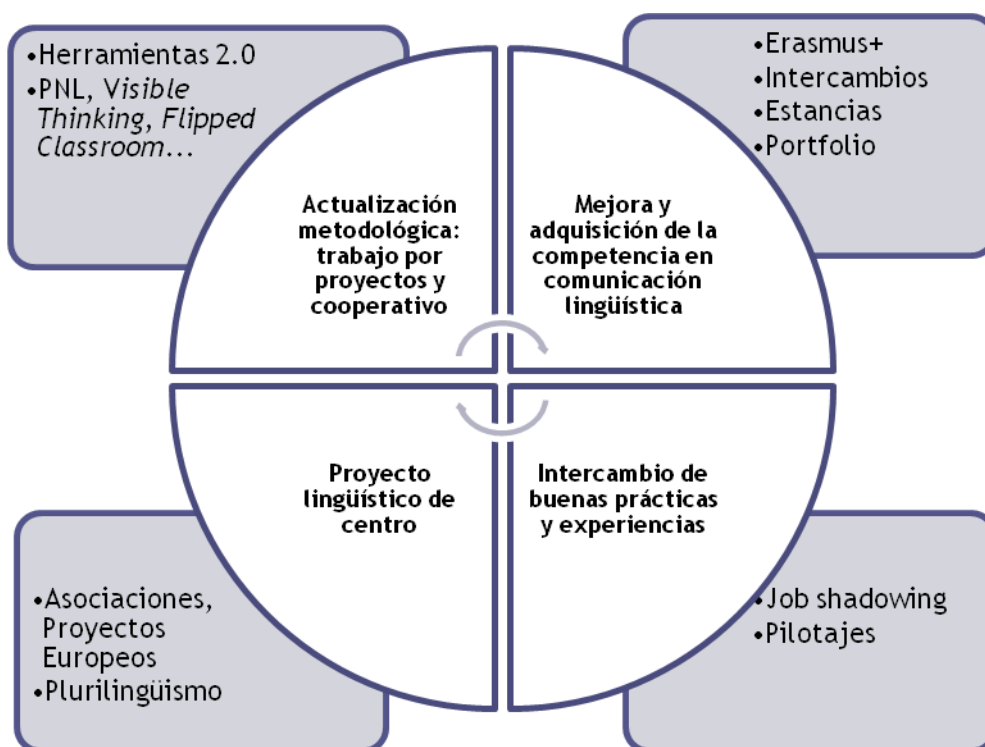 •Herramientas 2.0
•PNL, Visible
Thinking, Flipped
Classroom...
•Erasmus+
•Intercambios
•Estancias
•Portfolio
Actualización
metodológica:
trabajo por
proyectos y
cooperativo
Mejora y
adquisición de la
competencia en
comunicación
lingüística
Proyecto
lingüístico de
centro
Intercambio de
buenas prácticas
y experiencias
•Asociaciones,
Proyectos
Europeos
•Plurilingüismo
•Job shadowing
•Pilotajes